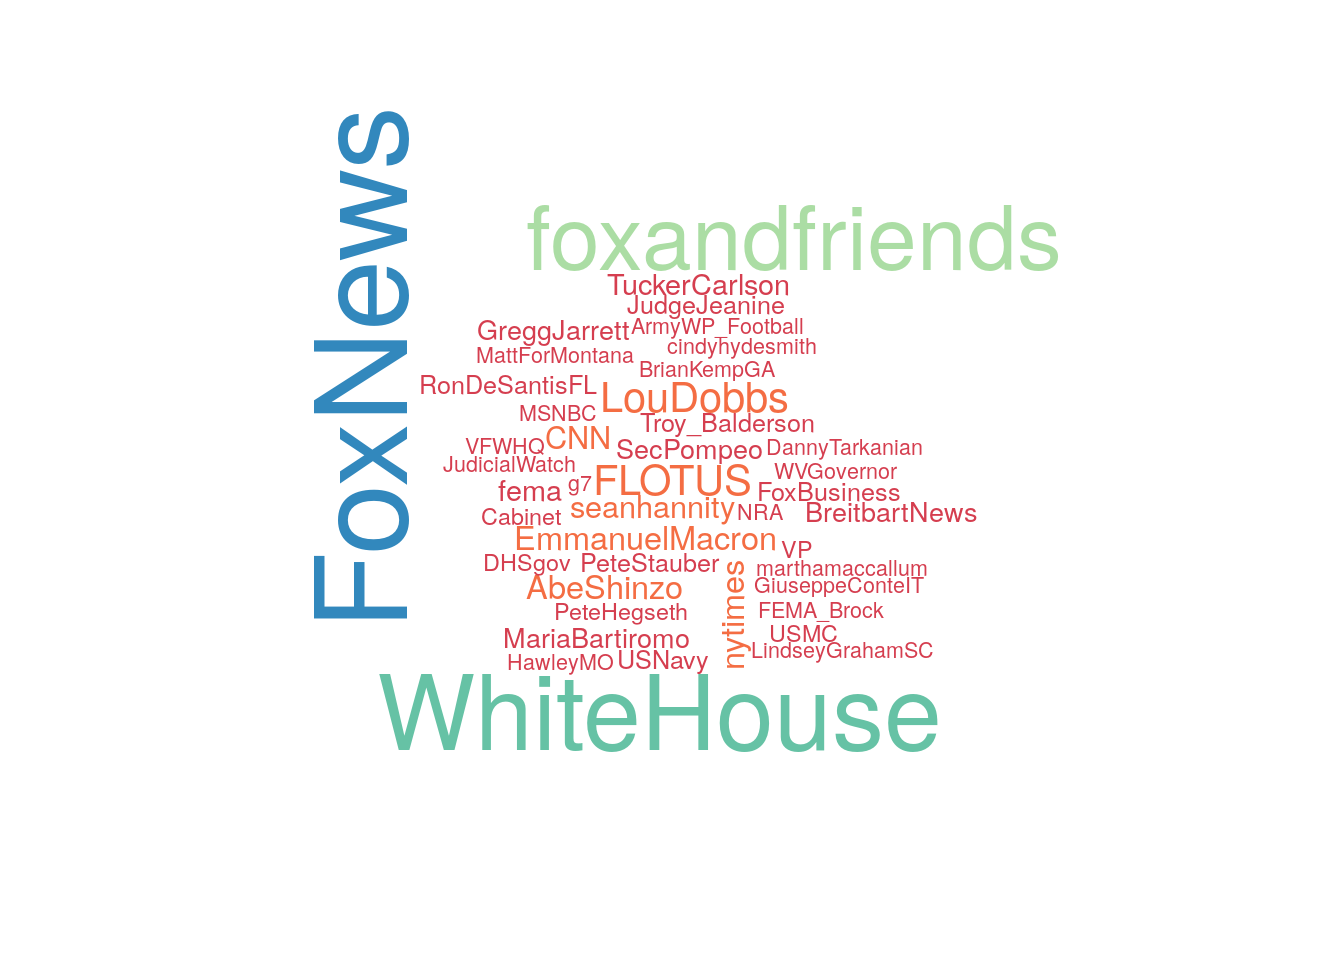 FoxNews
foxandfriends
TuckerCarlson
JudgeJeanine
GreggJarrett
ArmyWP_Football
cindyhydesmith
MattForMontana
BrianKempGA
RonDeSantisFL
LouDobbs
MSNBC
Troy_Balderson
CNN
VFWHQ
SecPompeo
DannyTarkanian
JudicialWatch
WVGovernor
g7
FLOTUS
fema
FoxBusiness
seanhannity
NRA
BreitbartNews
Cabinet
EmmanuelMacron
VP
DHSgov
PeteStauber
marthamaccallum
AbeShinzo
nytimes
GiuseppeConteIT
PeteHegseth
FEMA_Brock
MariaBartiromo
USMC
LindseyGrahamSC
HawleyMO
USNavy
WhiteHouse